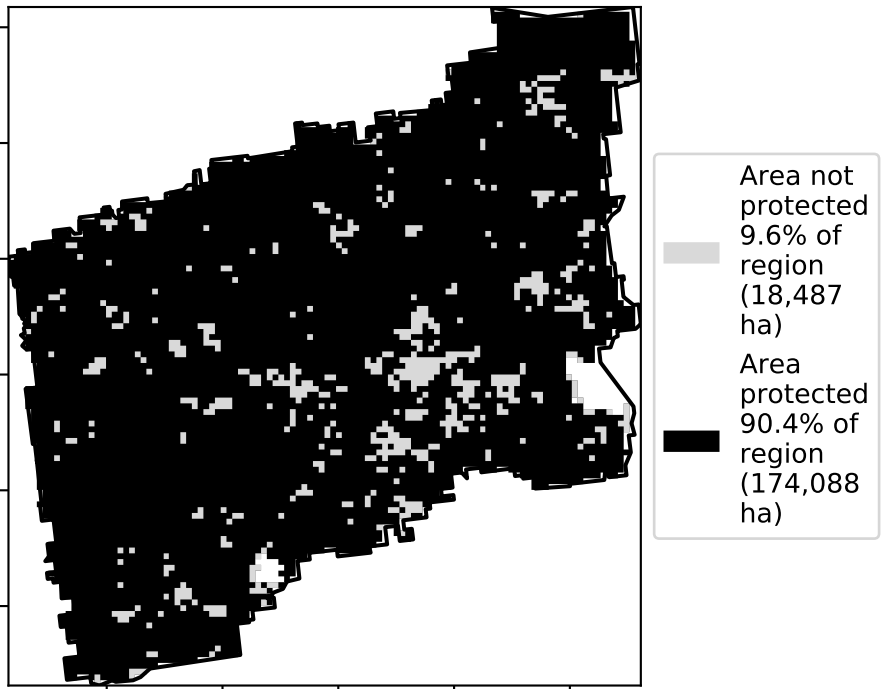 Area not
protected
9.6% of
region
(18,487
ha)
Area
protected
90.4% of
region
(174,088
ha)